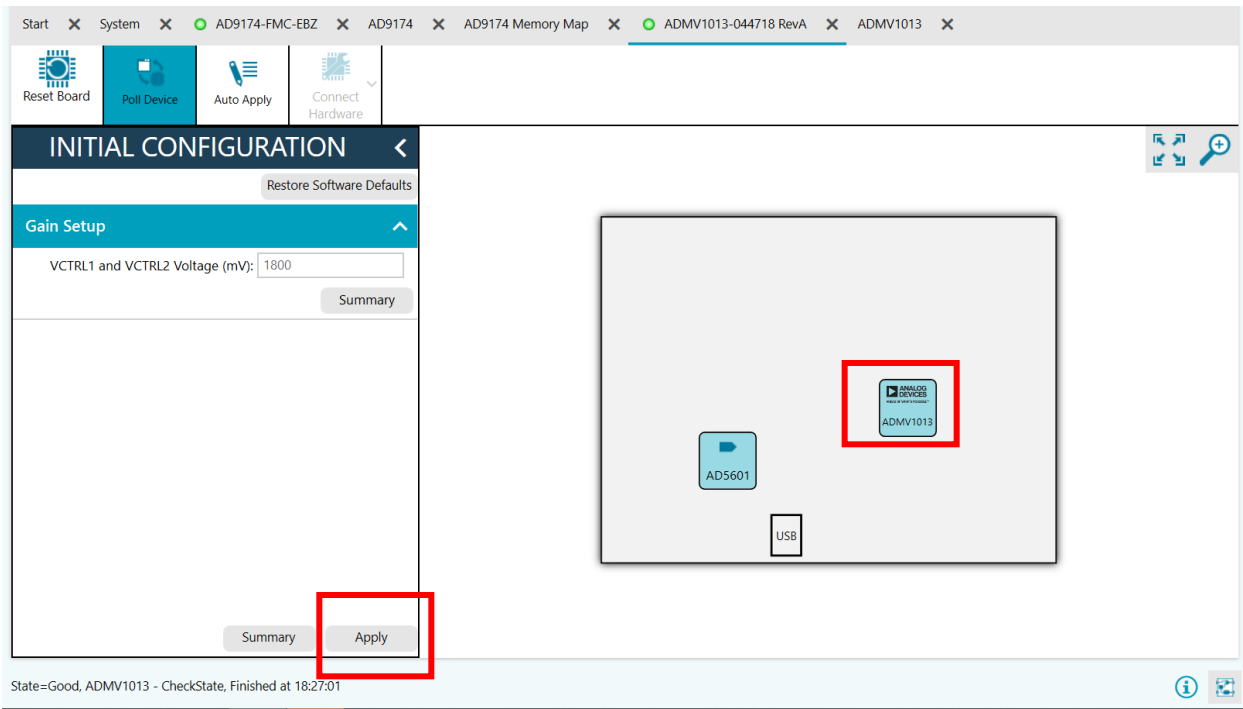 Start System AD9174-FMC-EBZ AD9174 AD9174 Memory Map ADMV1013-044718 RevA ADMV1013
Reset Board
Poll Device
Auto Apply
Connect
Hardware
INITIAL CONFIGURATION
Restore Software Defaults
Gain Setup
VCTRL1 and VCTRL2 Voltage (mV): 1800
Summary
ANALOG
DEVICES
ADMV1013
AD5601
USB
Summary Apply
State=Good, ADMV1013 - CheckState, Finished at 18:27:01